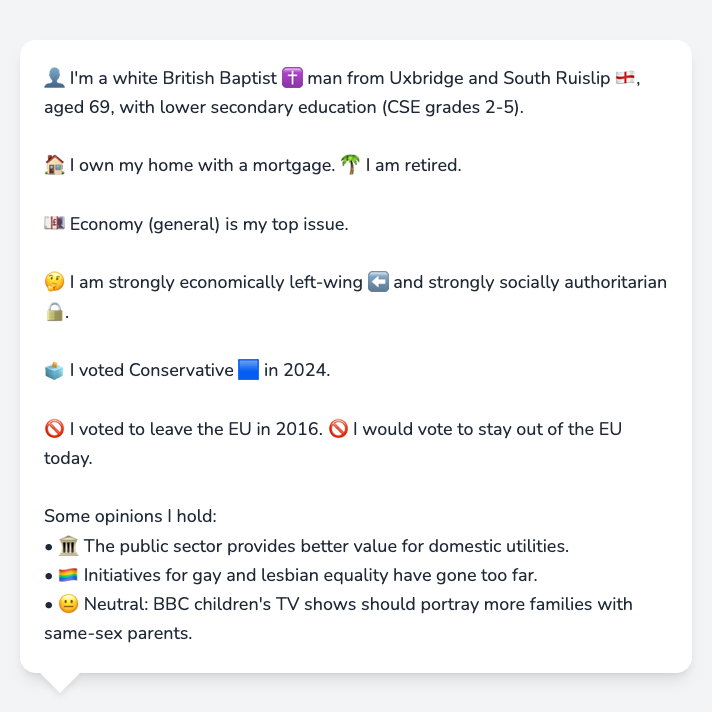 👤 I'm a white British Baptist ✝️ man from Uxbridge and South Ruislip 🏴󠁧󠁢󠁥󠁮󠁧󠁿,
aged 69, with lower secondary education (CSE grades 2-5).
🏠 I own my home with a mortgage. 🌴 I am retired.
💷 Economy (general) is my top issue.
🤔 I am strongly economically left-wing ⬅️ and strongly socially authoritarian
🔒.
🗳️ I voted Conservative 🟦 in 2024.
🚫 I voted to leave the EU in 2016. 🚫 I would vote to stay out of the EU
today.
Some opinions I hold:
• 🏛️ The public sector provides better value for domestic utilities.
• 🏳️‍🌈 Initiatives for gay and lesbian equality have gone too far.
• 😐 Neutral: BBC children's TV shows should portray more families with
same-sex parents.